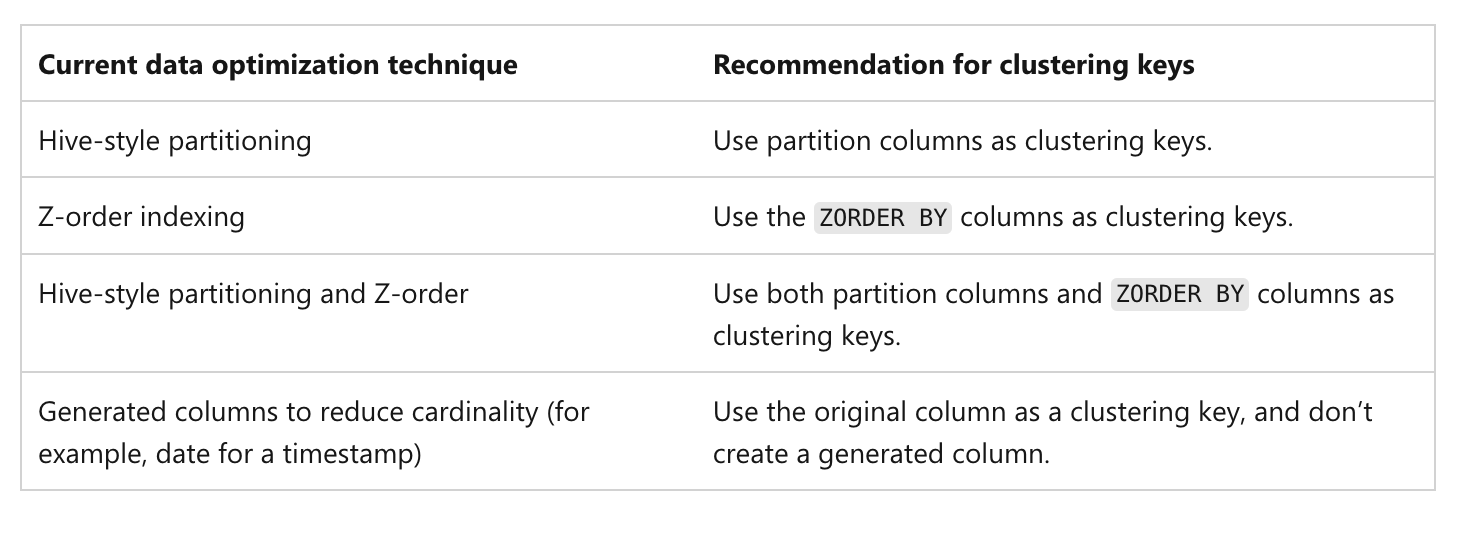 Current data optimization technique
Recommendation for clustering keys
Hive-style partitioning
Use partition columns as clustering keys.
Z-order indexing
Use the ZORDER BY columns as clustering keys.
Hive-style partitioning and Z-order
Use both partition columns and ZORDER BY columns as
clustering keys.
Generated columns to reduce cardinality (for
example, date for a timestamp)
Use the original column as a clustering key, and don’t
create a generated column.